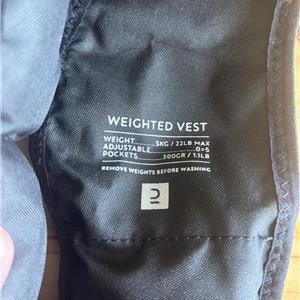 WEIGHTED VEST
WEIGHT 5KG / 22LB MAX
ADJUSTABLE 0>5
POCKETS 500GR / 1.1LB
REMOVE WEIGHTS BEFORE WASHING